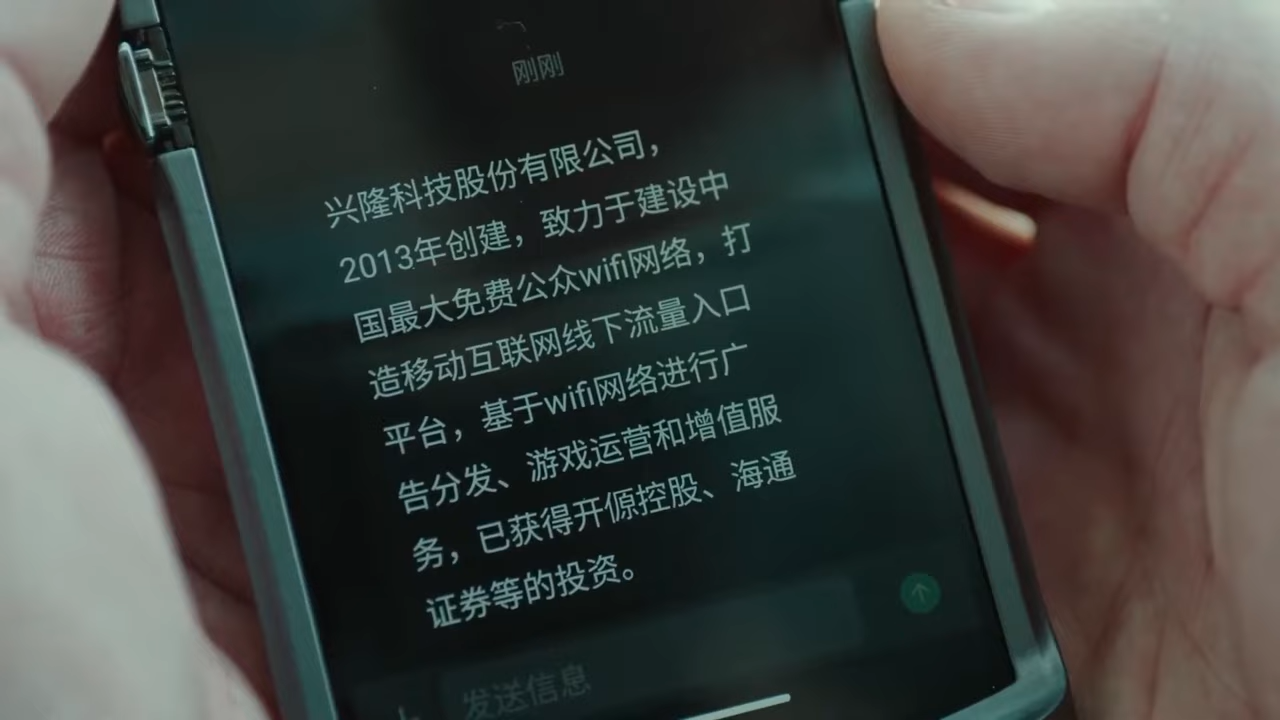 刚刚
兴隆科技股份有限公司，
2013年创建，致力于建设中
国最大免费公众wifi网络，打
造移动互联网线下流量入口
平台，基于wifi网络进行广
告分发、游戏运营和增值服
务，已获得开傆控股、海通
证券等的投资。
发送信息